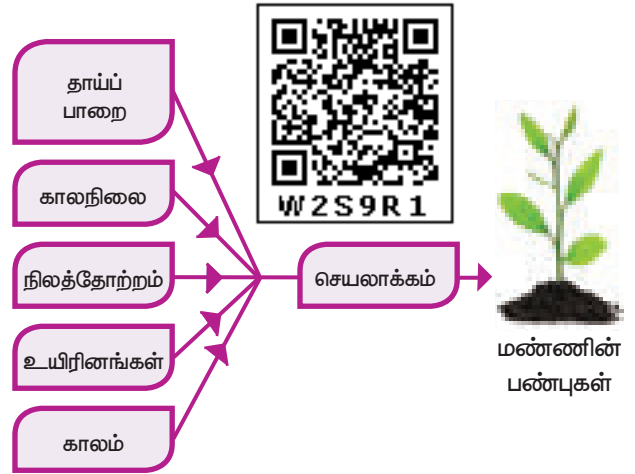 தாய்ப்
பாறை
காலநிலை
நிலத்தோற்றம்
உயிரினங்கள்
காலம்
W2S9R1
செயலாக்கம்
மண்ணின்
பண்புகள்